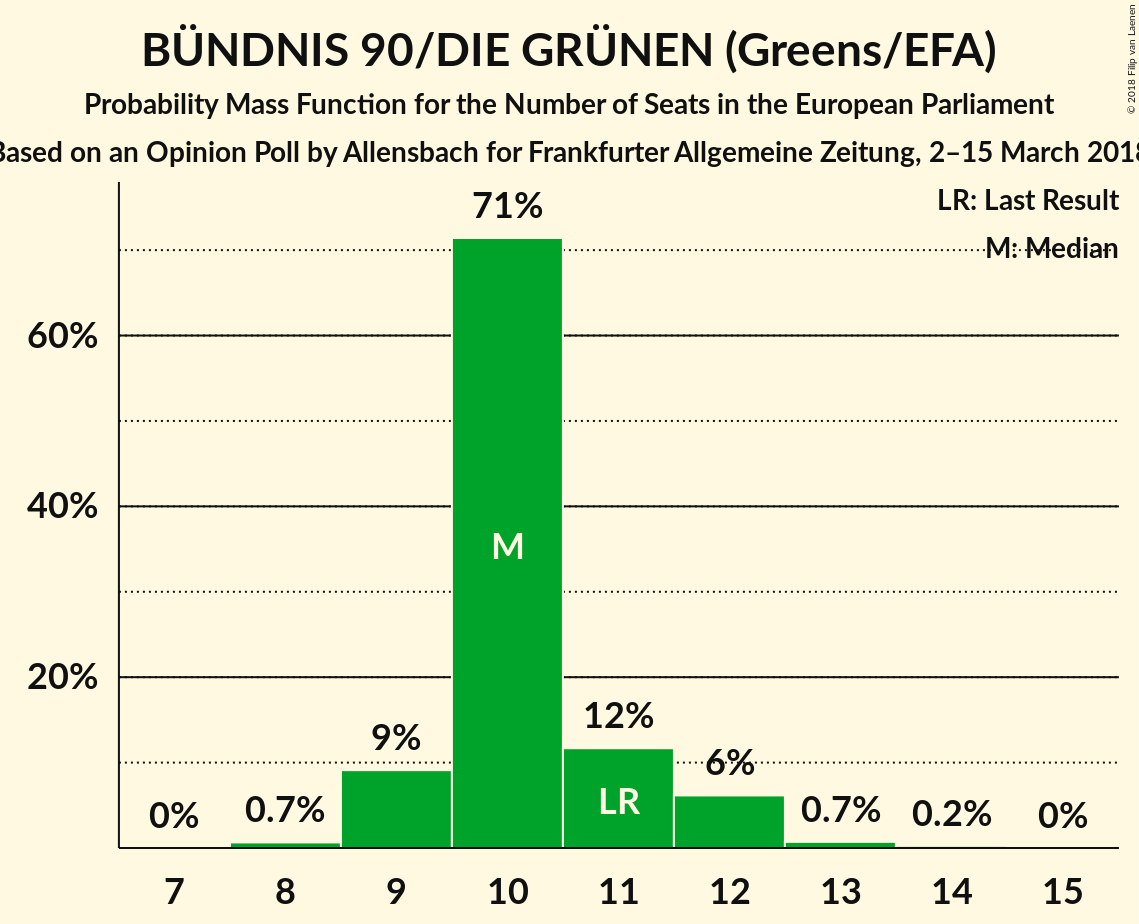 BÜNDNIS 90/DIE GRÜNEN (Greens/EFA)
Probability Mass Function for the Number of Seats in the European Parliament
Based on an Opinion Poll by Allensbach for Frankfurter Allgemeine Zeitung, 2–15 March 2018
© 2018 Filip van Laenen
LR: Last Result
M: Median
71%
60%
40%
M
20%
12%
9%
6%
LR
0%
0.7%
0.7%
0.2%
0%
7 8 9 10 11 12 13 14 15